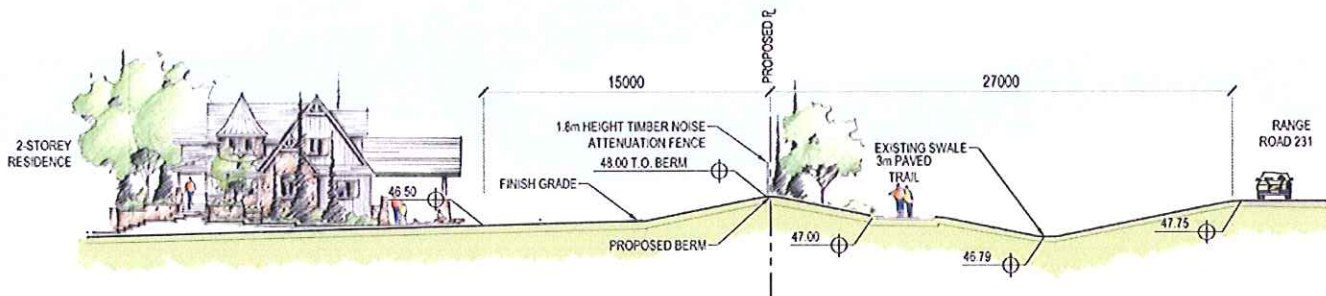 PROPOSED PL
15000
27000
1.8m HEIGHT TIMBER NOISE
ATTENUATION FENCE
48.00 T.O. BERM
2-STOREY
RESIDENCE
46.50
FINISH GRADE
PROPOSED BERM
EXISTING SWALE
3m PAVED
TRAIL
RANGE
ROAD 231
47.00
46.79
47.75